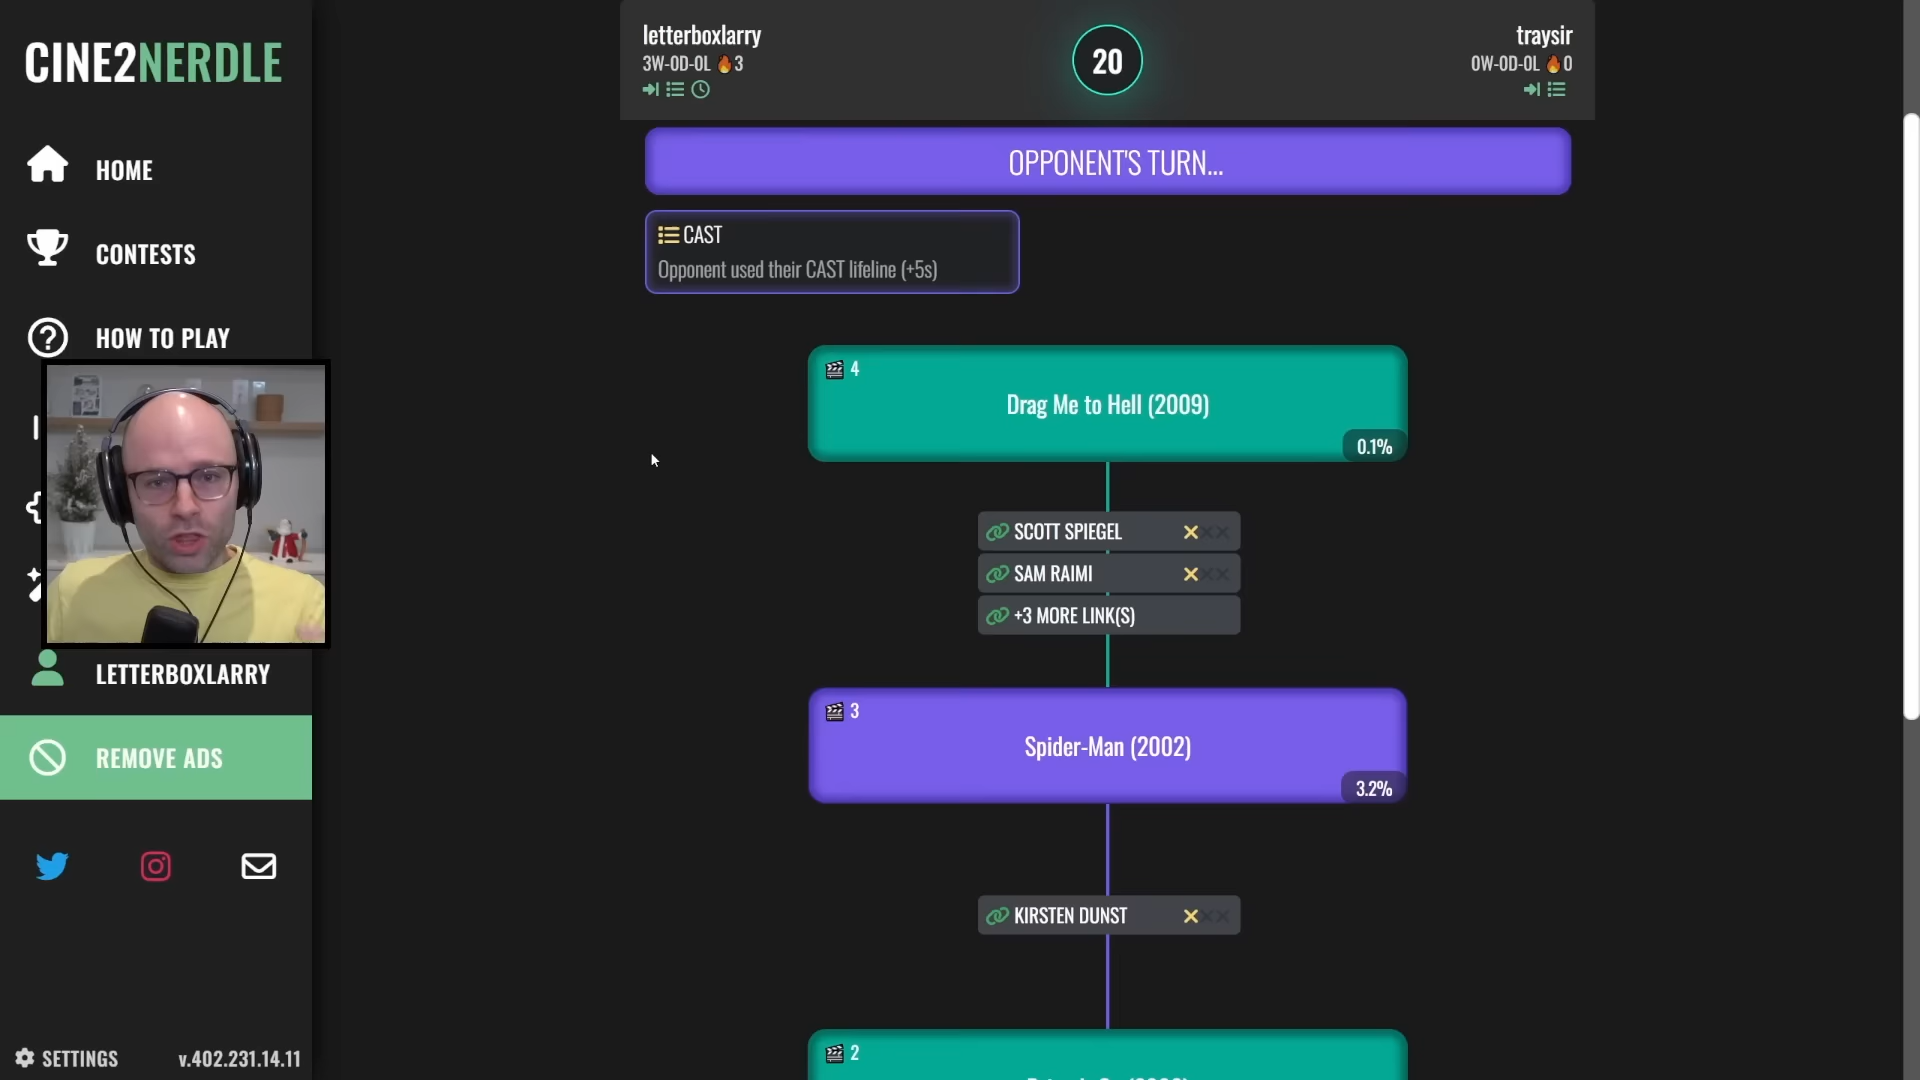 CINE2NERDLE
HOME
CONTESTS
HOW TO PLAY
LETTERBOXLARRY
REMOVE ADS
SETTINGS
v.402.231.14.11
letterboxlarry
3W-0D-0L 🔥3
20
traysir
0W-0D-0L 🔥0
OPPONENT'S TURN...
CAST
Opponent used their CAST lifeline (+5s)
4
Drag Me to Hell (2009)
0.1%
SCOTT SPIEGEL
SAM RAIMI
+3 MORE LINK(S)
3
Spider-Man (2002)
3.2%
KIRSTEN DUNST
2